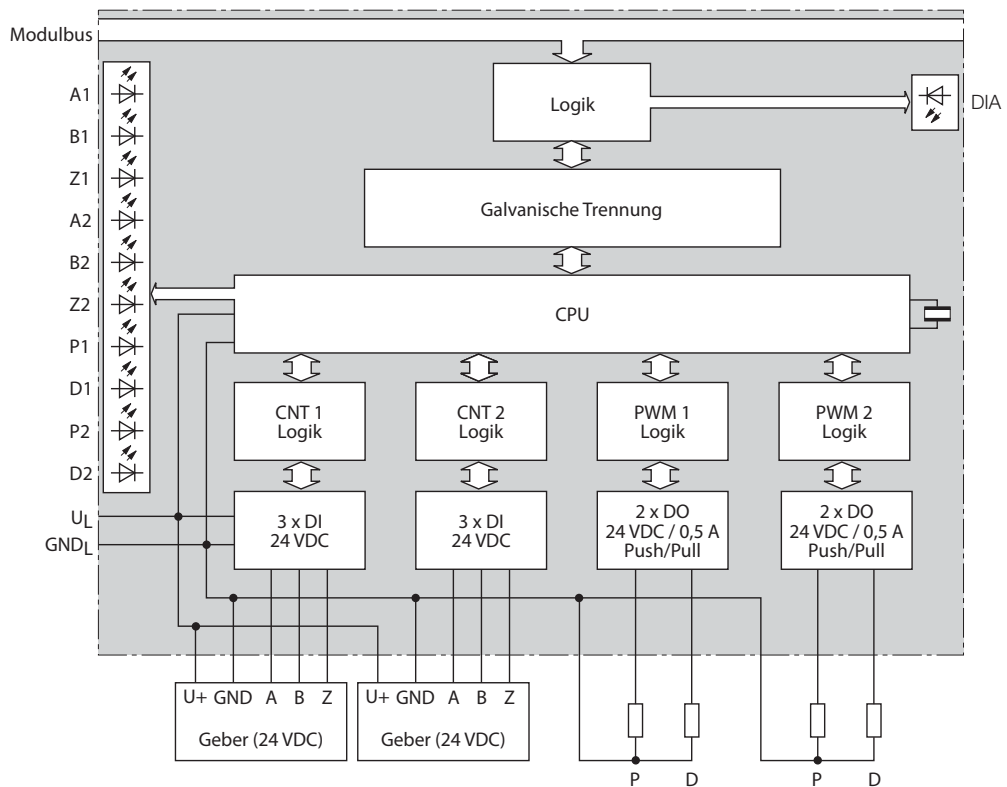 Modulbus
A1
B1
Z1
A2
B2
Z2
P1
D1
P2
D2
UL
GNDL
Logik
DIA
Galvanische Trennung
CPU
CNT 1
Logik
CNT 2
Logik
PWM 1
Logik
PWM 2
Logik
3 x DI
24 VDC
3 x DI
24 VDC
2 x DO
24 VDC / 0,5 A
Push/Pull
2 x DO
24 VDC / 0,5 A
Push/Pull
U+ GND A B Z
Geber (24 VDC)
U+ GND A B Z
Geber (24 VDC)
P D
P D